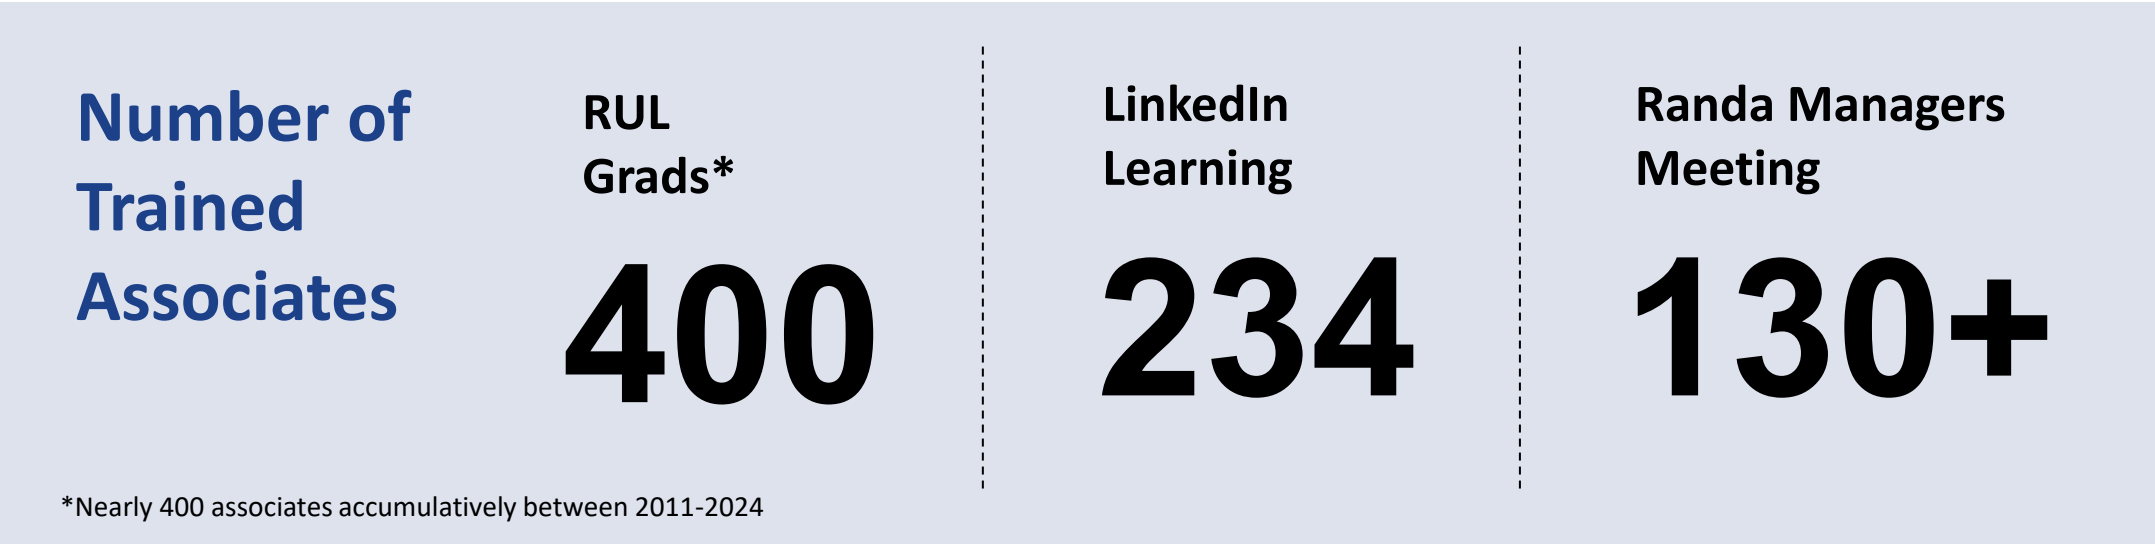 Number of
Trained
Associates
RUL
Grads*
400
LinkedIn
Learning
234
Randa Managers
Meeting
130+
*Nearly 400 associates accumulatively between 2011-2024